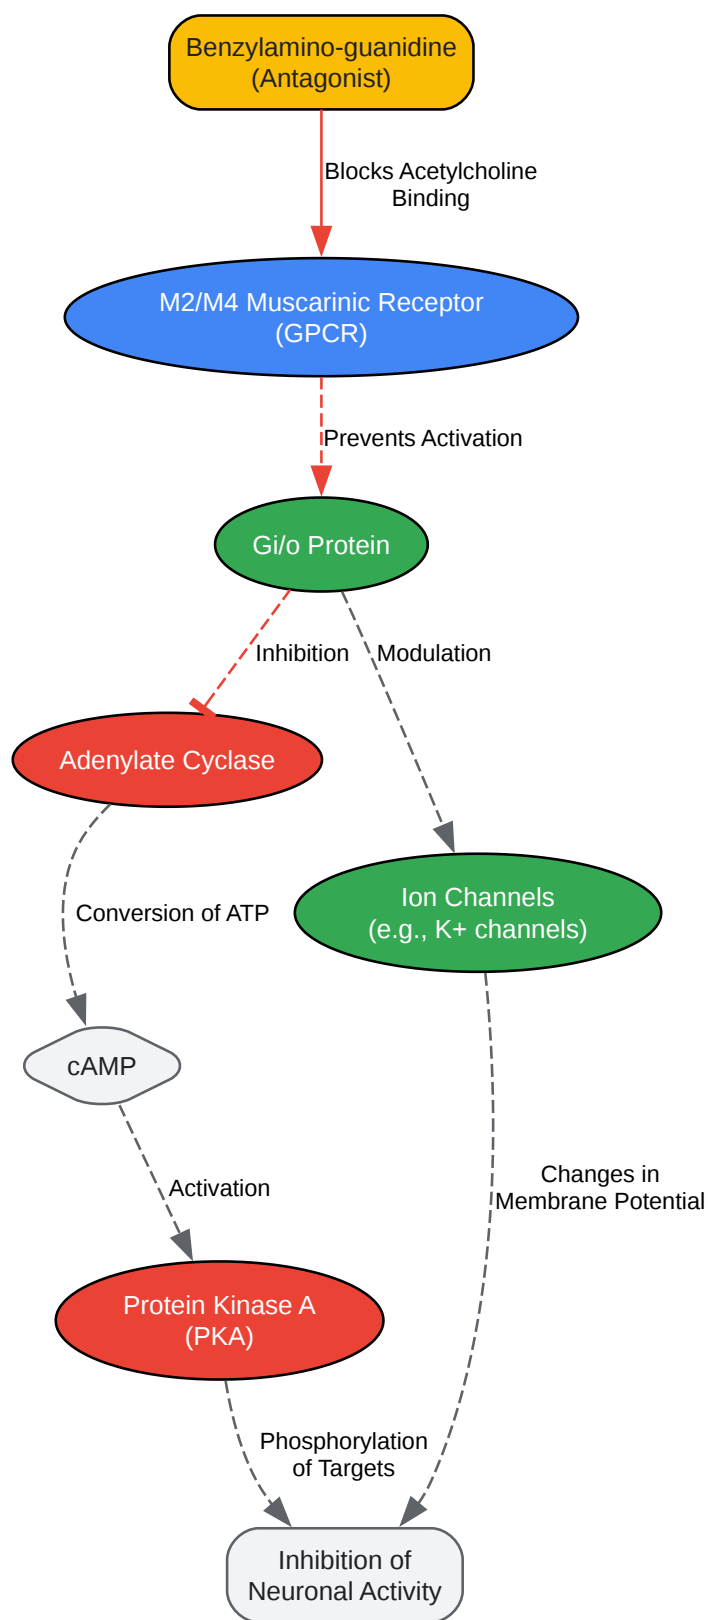 Benzylamino-guanidine
(Antagonist)
Blocks Acetylcholine
Binding
M2/M4 Muscarinic Receptor
(GPCR)
Prevents Activation
Gi/o Protein
Inhibition
Modulation
Adenylate Cyclase
Ion Channels
(e.g., K+ channels)
Conversion of ATP
cAMP
Changes in
Membrane Potential
Activation
Protein Kinase A
(PKA)
Phosphorylation
of Targets
Inhibition of
Neuronal Activity